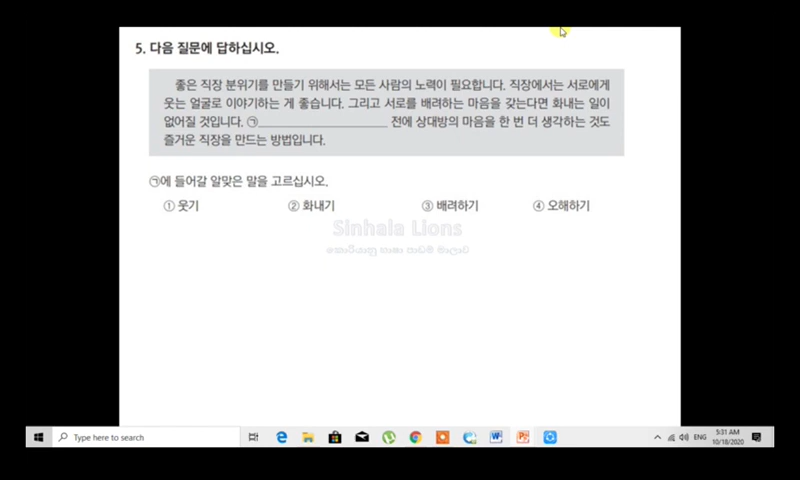 5. 다음 질문에 답하십시오.
좋은 직장 분위기를 만들기 위해서는 모든 사람의 노력이 필요합니다. 직장에서는 서로에게
웃는 얼굴로 이야기하는 게 좋습니다. 그리고 서로를 배려하는 마음을 갖는다면 화내는 일이
없어질 것입니다. ㉠____________________ 전에 상대방의 마음을 한 번 더 생각하는 것도
즐거운 직장을 만드는 방법입니다.
㉠에 들어갈 알맞은 말을 고르십시오.
① 웃기 ② 화내기 ③ 배려하기 ④ 오해하기
Sinhala Lions
කොරියානු භාෂා පාඩම් මාලාව
Type here to search
ENG
5:31 AM
10/18/2020